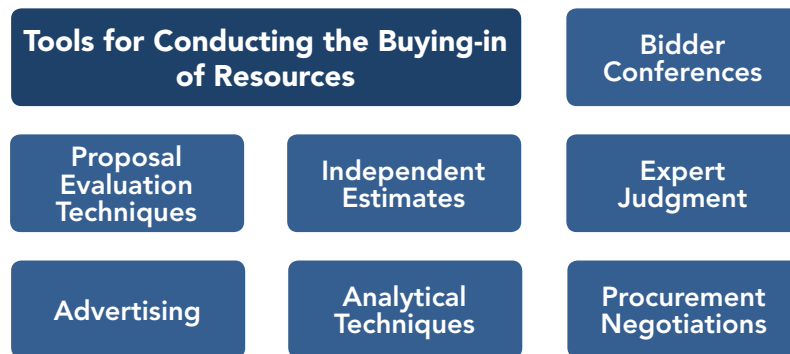 Tools for Conducting the Buying-in
of Resources
Bidder
Conferences
Proposal
Evaluation
Techniques
Independent
Estimates
Expert
Judgment
Advertising
Analytical
Techniques
Procurement
Negotiations